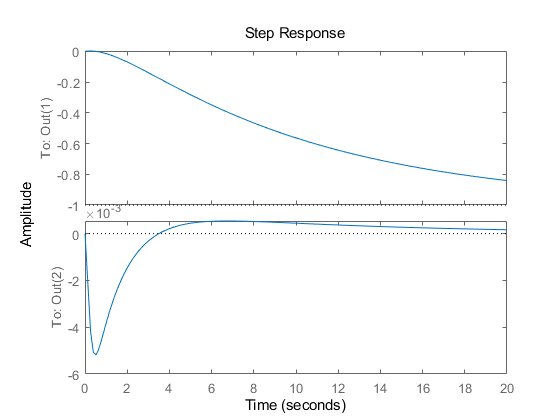 Step Response
To: Out(1)
0
-0.2
-0.4
-0.6
-0.8
-1
Amplitude
×10-3
To: Out(2)
0
-2
-4
-6
0 2 4 6 8 10 12 14 16 18 20
Time (seconds)